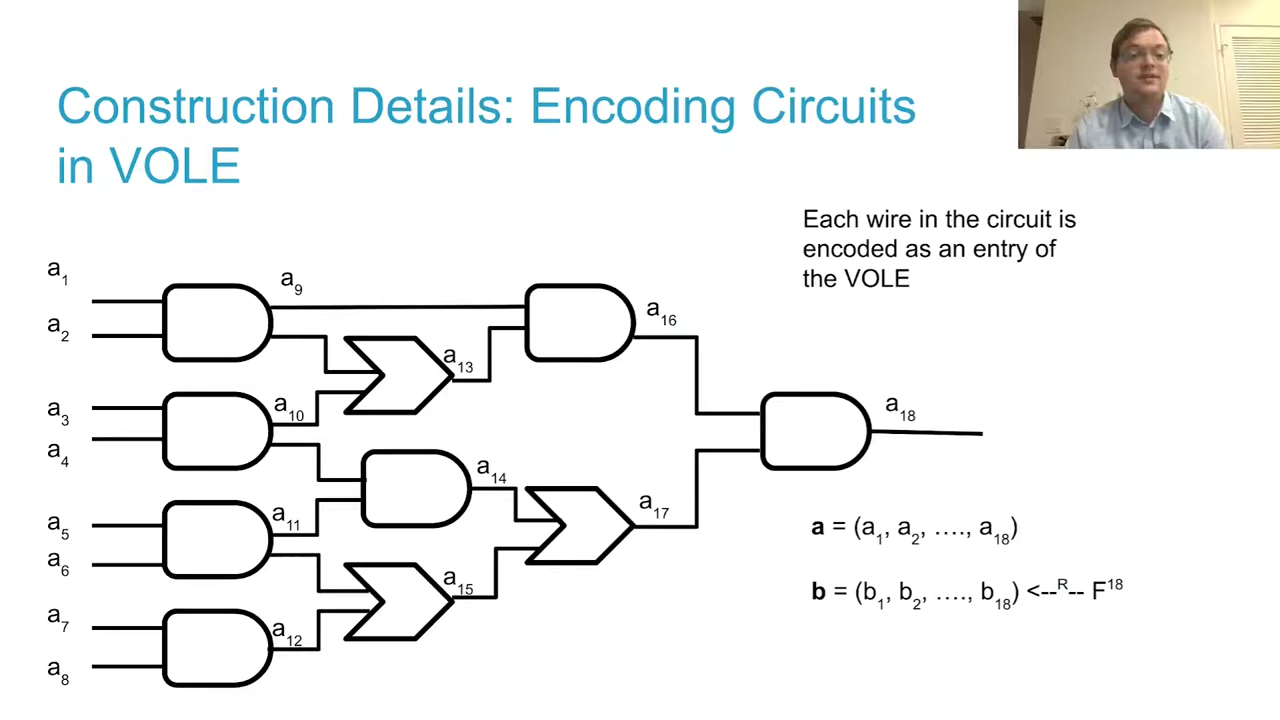 Construction Details: Encoding Circuits
in VOLE
Each wire in the circuit is
encoded as an entry of
the VOLE
a1
a2
a3
a4
a5
a6
a7
a8
a9
a10
a11
a12
a13
a14
a15
a16
a17
a18
a = (a1, a2, …., a18)
b = (b1, b2, …., b18) <--R-- F18